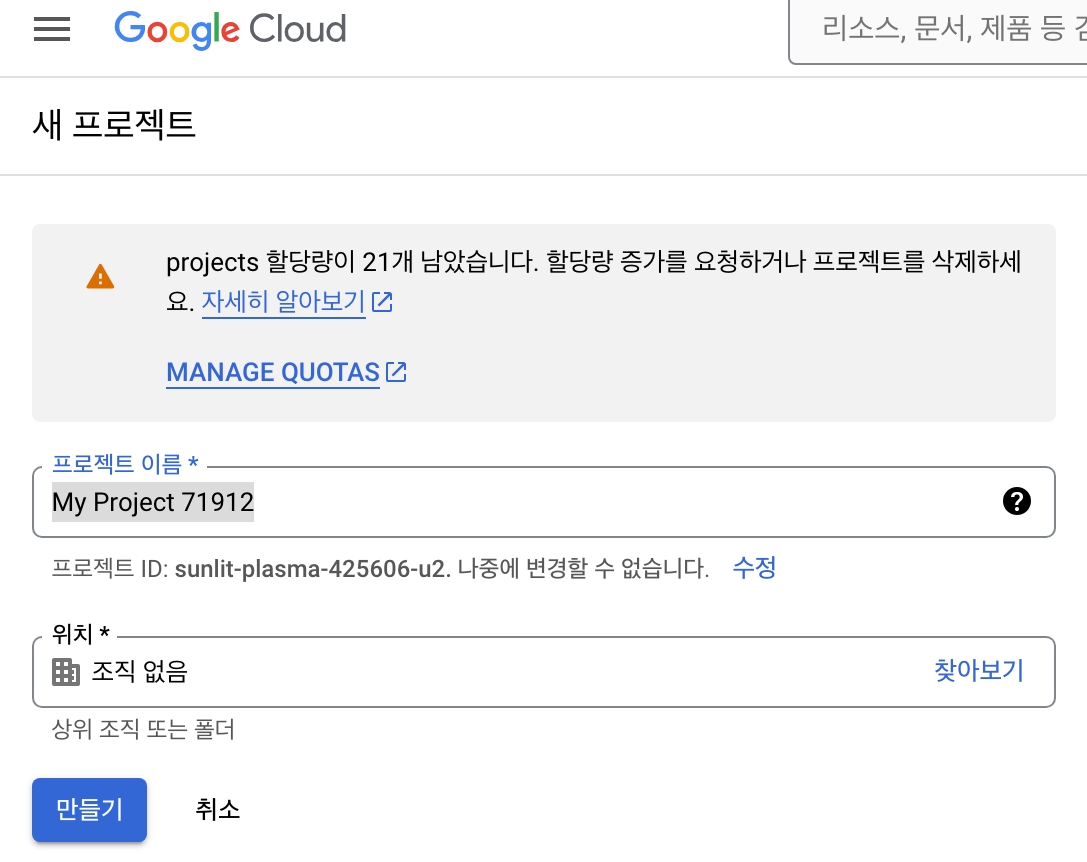 Google Cloud
리소스, 문서, 제품 등
새 프로젝트
projects 할당량이 21개 남았습니다. 할당량 증가를 요청하거나 프로젝트를 삭제하세
요. 자세히 알아보기
MANAGE QUOTAS
프로젝트 이름 *
My Project 71912
프로젝트 ID: sunlit-plasma-425606-u2. 나중에 변경할 수 없습니다. 수정
위치 *
조직 없음 찾아보기
상위 조직 또는 폴더
만들기 취소